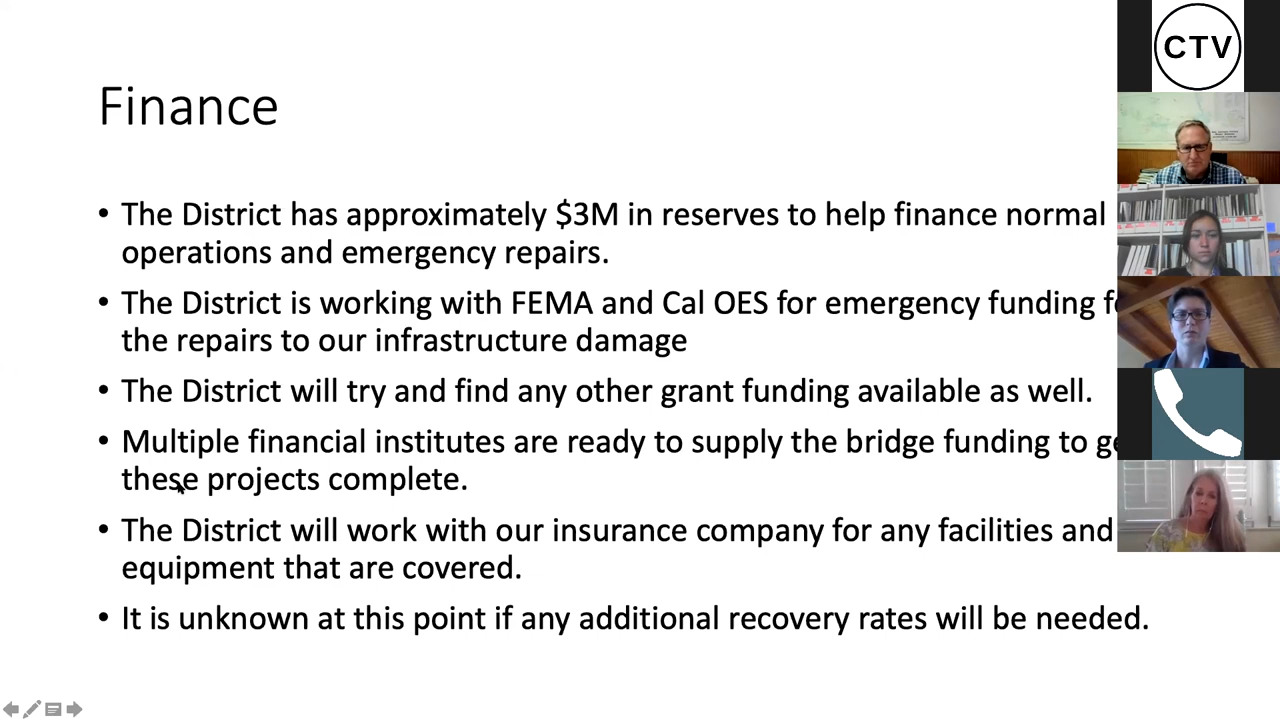 Finance
• The District has approximately $3M in reserves to help finance normal
operations and emergency repairs.
• The District is working with FEMA and Cal OES for emergency funding
the repairs to our infrastructure damage
• The District will try and find any other grant funding available as well.
• Multiple financial institutes are ready to supply the bridge funding to
these projects complete.
• The District will work with our insurance company for any facilities and
equipment that are covered.
• It is unknown at this point if any additional recovery rates will be needed.
CTV